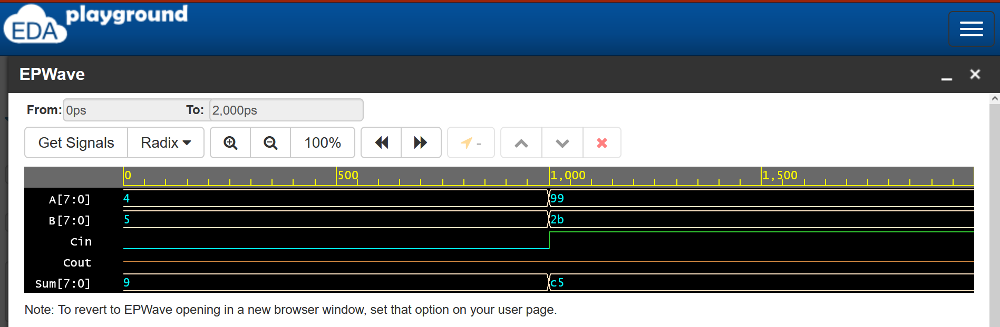 EDA playground
EPWave
From: 0ps To: 2,000ps
Get Signals Radix 100% -
0 500 1,000 1,500
A[7:0] 4 99
B[7:0] 5 2b
Cin
Cout
Sum[7:0] 9 c5
Note: To revert to EPWave opening in a new browser window, set that option on your user page.